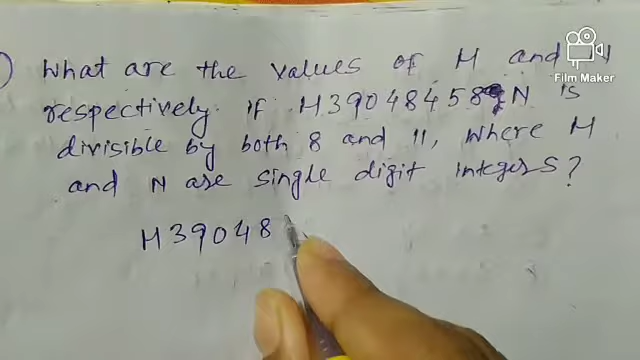 What are the values of M and N
Film Maker
respectively if M39048458N is
divisible by both 8 and 11, Where M
and N are single digit integers?
M39048